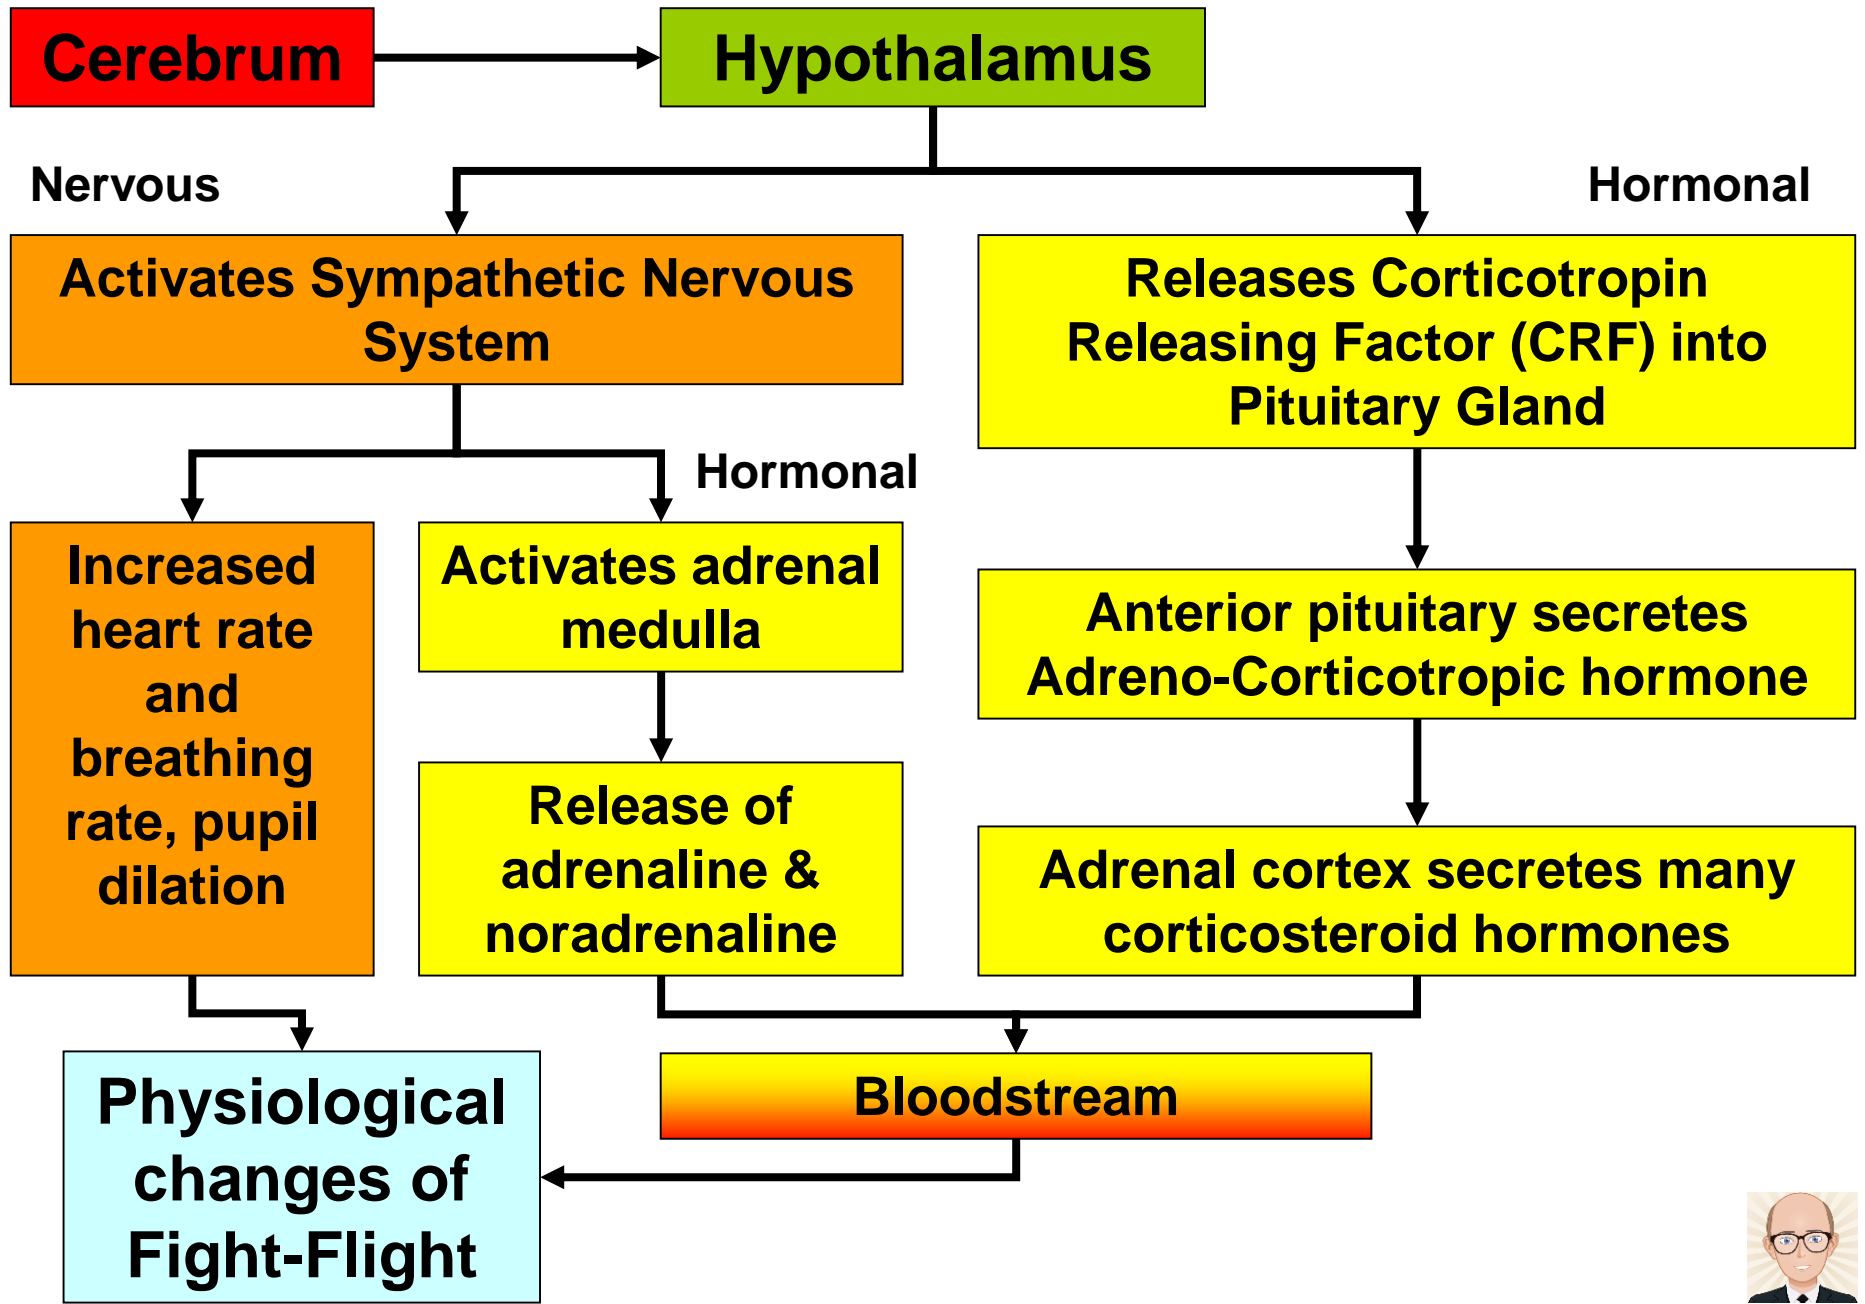 Cerebrum
Hypothalamus
Nervous
Hormonal
Activates Sympathetic Nervous
System
Releases Corticotropin
Releasing Factor (CRF) into
Pituitary Gland
Hormonal
Increased
heart rate
and
breathing
rate, pupil
dilation
Activates adrenal
medulla
Release of
adrenaline &
noradrenaline
Anterior pituitary secretes
Adreno-Corticotropic hormone
Adrenal cortex secretes many
corticosteroid hormones
Bloodstream
Physiological
changes of
Fight-Flight